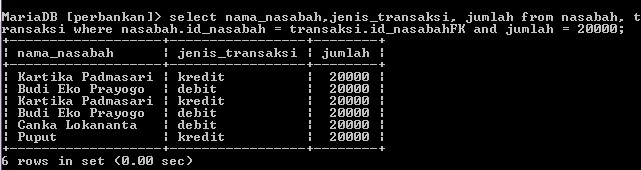 MariaDB [perbankan]> select nama_nasabah,jenis_transaksi, jumlah from nasabah, t
ransaksi where nasabah.id_nasabah = transaksi.id_nasabahFK and jumlah = 20000;
+------------------+-----------------+--------+
| nama_nasabah | jenis_transaksi | jumlah |
+------------------+-----------------+--------+
| Kartika Padmasari | kredit | 20000 |
| Budi Eko Prayogo | debit | 20000 |
| Kartika Padmasari | kredit | 20000 |
| Budi Eko Prayogo | debit | 20000 |
| Canka Lokananta | debit | 20000 |
| Puput | kredit | 20000 |
+------------------+-----------------+--------+
6 rows in set (0.00 sec)